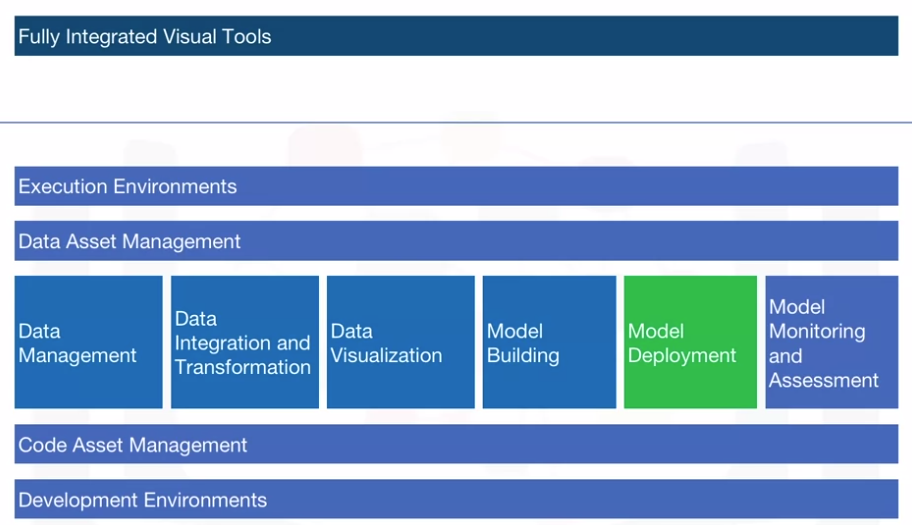 Fully Integrated Visual Tools
Execution Environments
Data Asset Management
Data
Management
Data
Integration and
Transformation
Data
Visualization
Model
Building
Model
Deployment
Model
Monitoring
and
Assessment
Code Asset Management
Development Environments